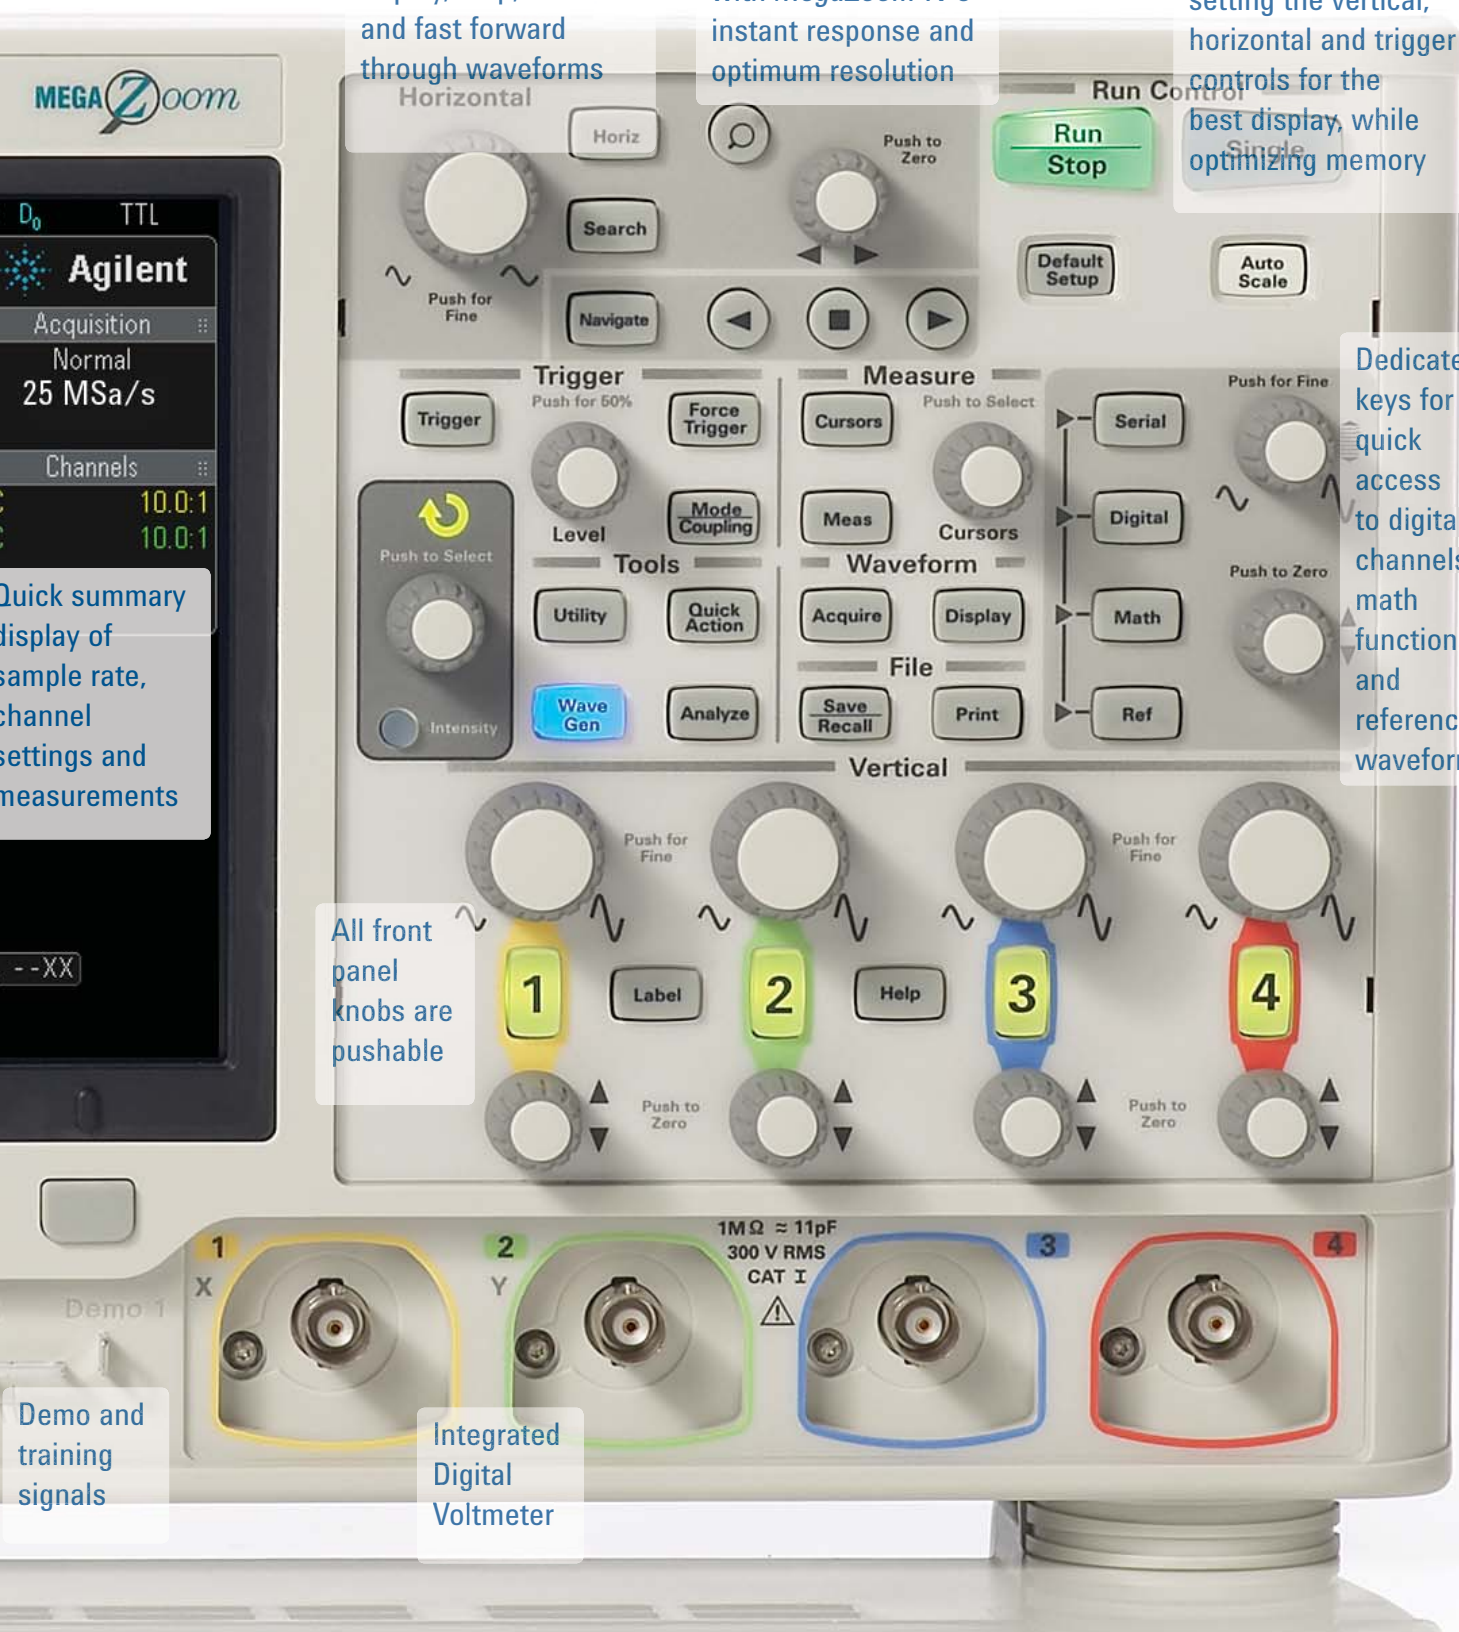 and fast forward
through waveforms
instant response and
optimum resolution
setting the vertical,
horizontal and trigger
controls for the
best display, while
optimizing memory
MEGA Zoom
Horizontal
Horiz
Search
Push for
Fine
Navigate
Push to
Zero
Run Control
Run
Stop
Single
Default
Setup
Auto
Scale
D0 TTL
Agilent
Acquisition
Normal
25 MSa/s
Channels
10.0:1
10.0:1
Quick summary
display of
sample rate,
channel
settings and
measurements
--XX
Trigger
Push for 50%
Trigger
Force
Trigger
Mode
Coupling
Level
Measure
Push to Select
Cursors
Meas
Cursors
Push to Select
Intensity
Tools
Utility
Quick
Action
Wave
Gen
Analyze
Waveform
Acquire
Display
File
Save
Recall
Print
Serial
Digital
Math
Ref
Push for Fine
Push to Zero
keys for
quick
access
to
math
and
Vertical
Push for
Fine
Push for
Fine
All front
panel
knobs are
pushable
1
Label
2
Help
3
4
Push to
Zero
Push to
Zero
1
X
2
Y
1MΩ ≈ 11pF
300 V RMS
CAT I
3
4
Demo 1
Demo and
training
signals
Integrated
Digital
Voltmeter